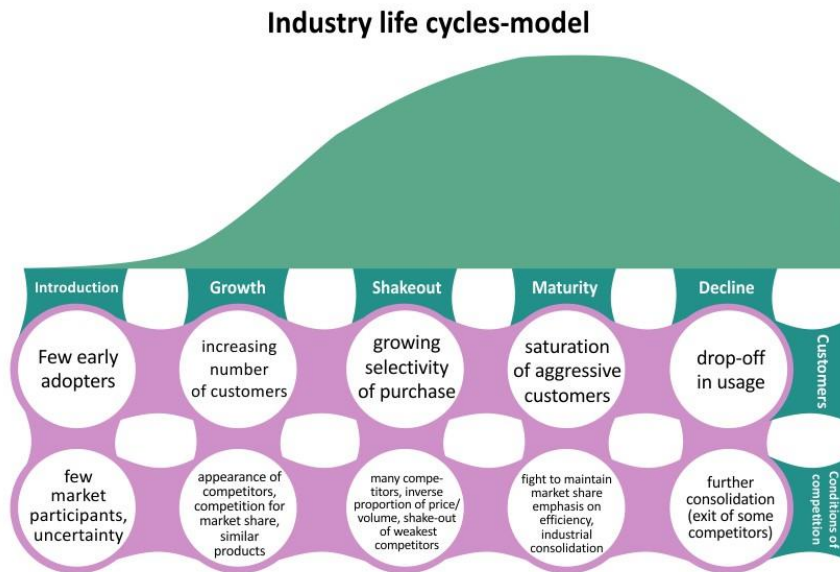 Industry life cycles-model
Introduction
Growth
Shakeout
Maturity
Decline
Few early
adopters
increasing
number
of customers
growing
selectivity
of purchase
saturation
of aggressive
customers
drop-off
in usage
Customers
few
market
participants,
uncertainty
appearance of
competitors,
competition for
market share,
similar
products
many compe-
titors, inverse
proportion of price/
volume, shake-out
of weakest
competitors
fight to maintain
market share
emphasis on
efficiency,
industrial
consolidation
further
consolidation
(exit of some
competitors)
Conditions of
competition